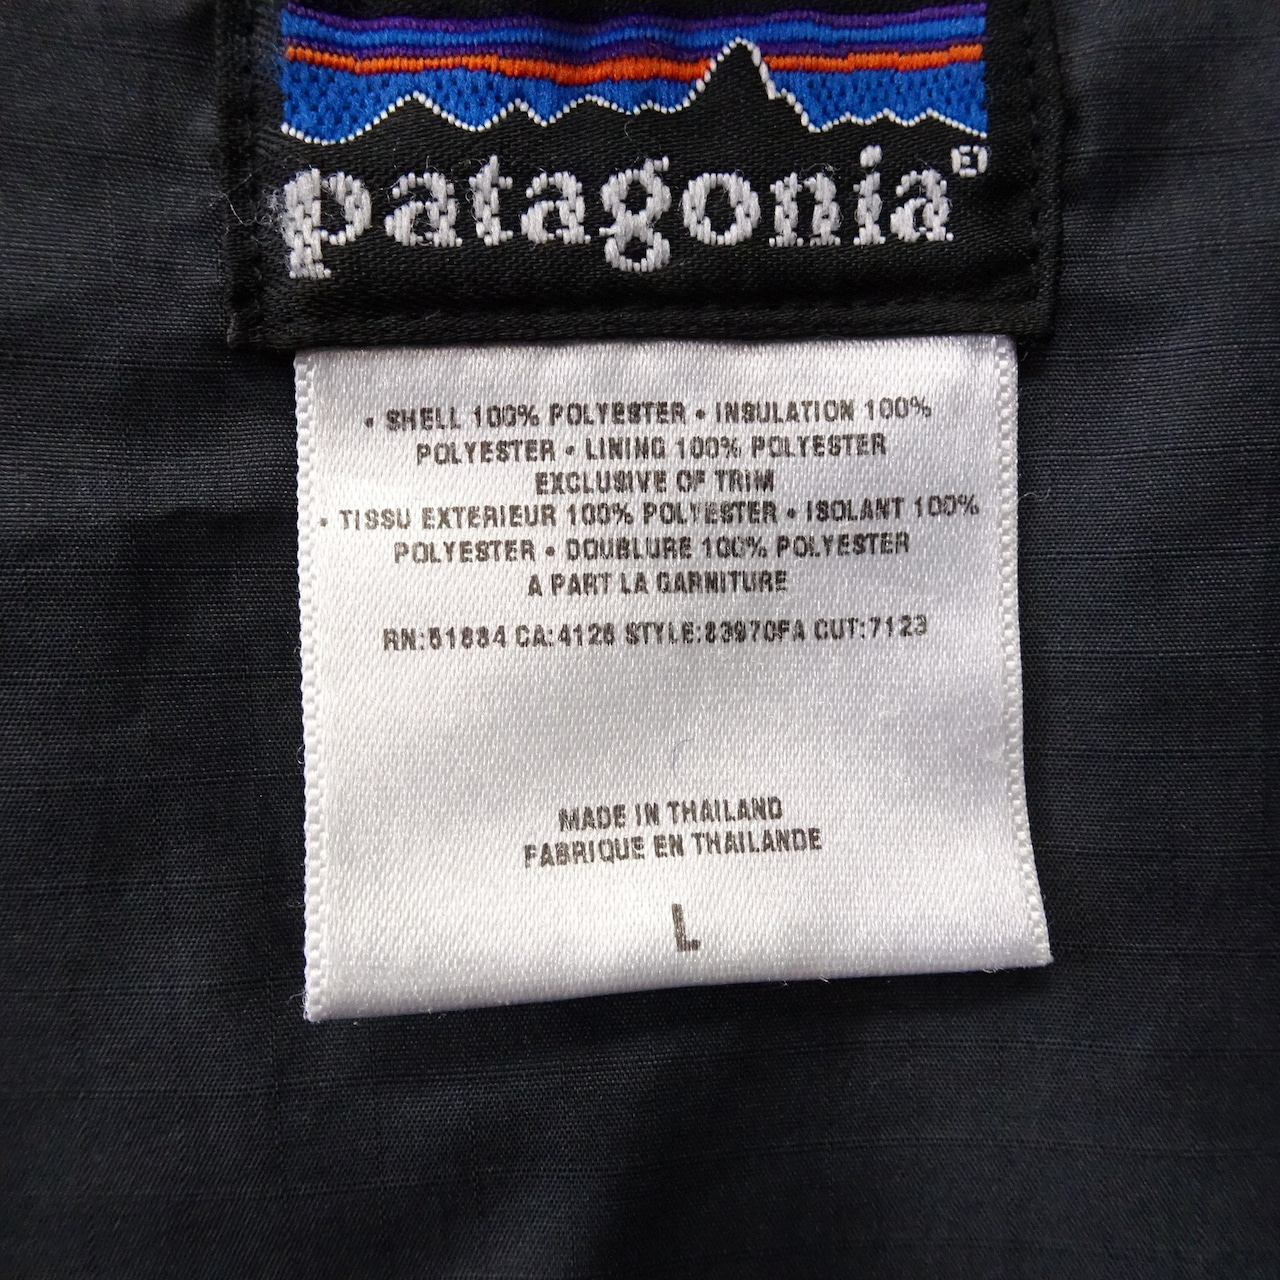 patagonia®
• SHELL 100% POLYESTER • INSULATION 100%
POLYESTER • LINING 100% POLYESTER
EXCLUSIVE OF TRIM
• TISSU EXTERIEUR 100% POLYESTER • ISOLANT 100%
POLYESTER • DOUBLURE 100% POLYESTER
A PART LA GARNITURE
RN:51884 CA:4126 STYLE:83970FA CUT:7123
MADE IN THAILAND
FABRIQUE EN THAILANDE
L